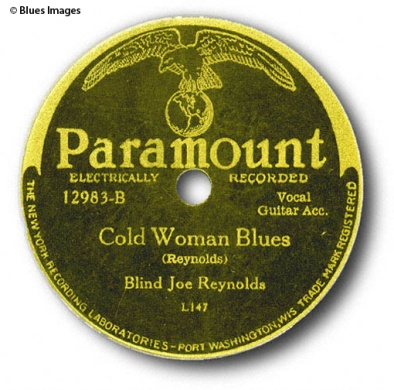 © Blues Images
Paramount
ELECTRICALLY RECORDED
12983-B
Vocal
Guitar Acc.
Cold Woman Blues
(Reynolds)
Blind Joe Reynolds
L147
THE NEW YORK RECORDING LABORATORIES-PORT WASHINGTON, WIS. TRADE MARK REGISTERED